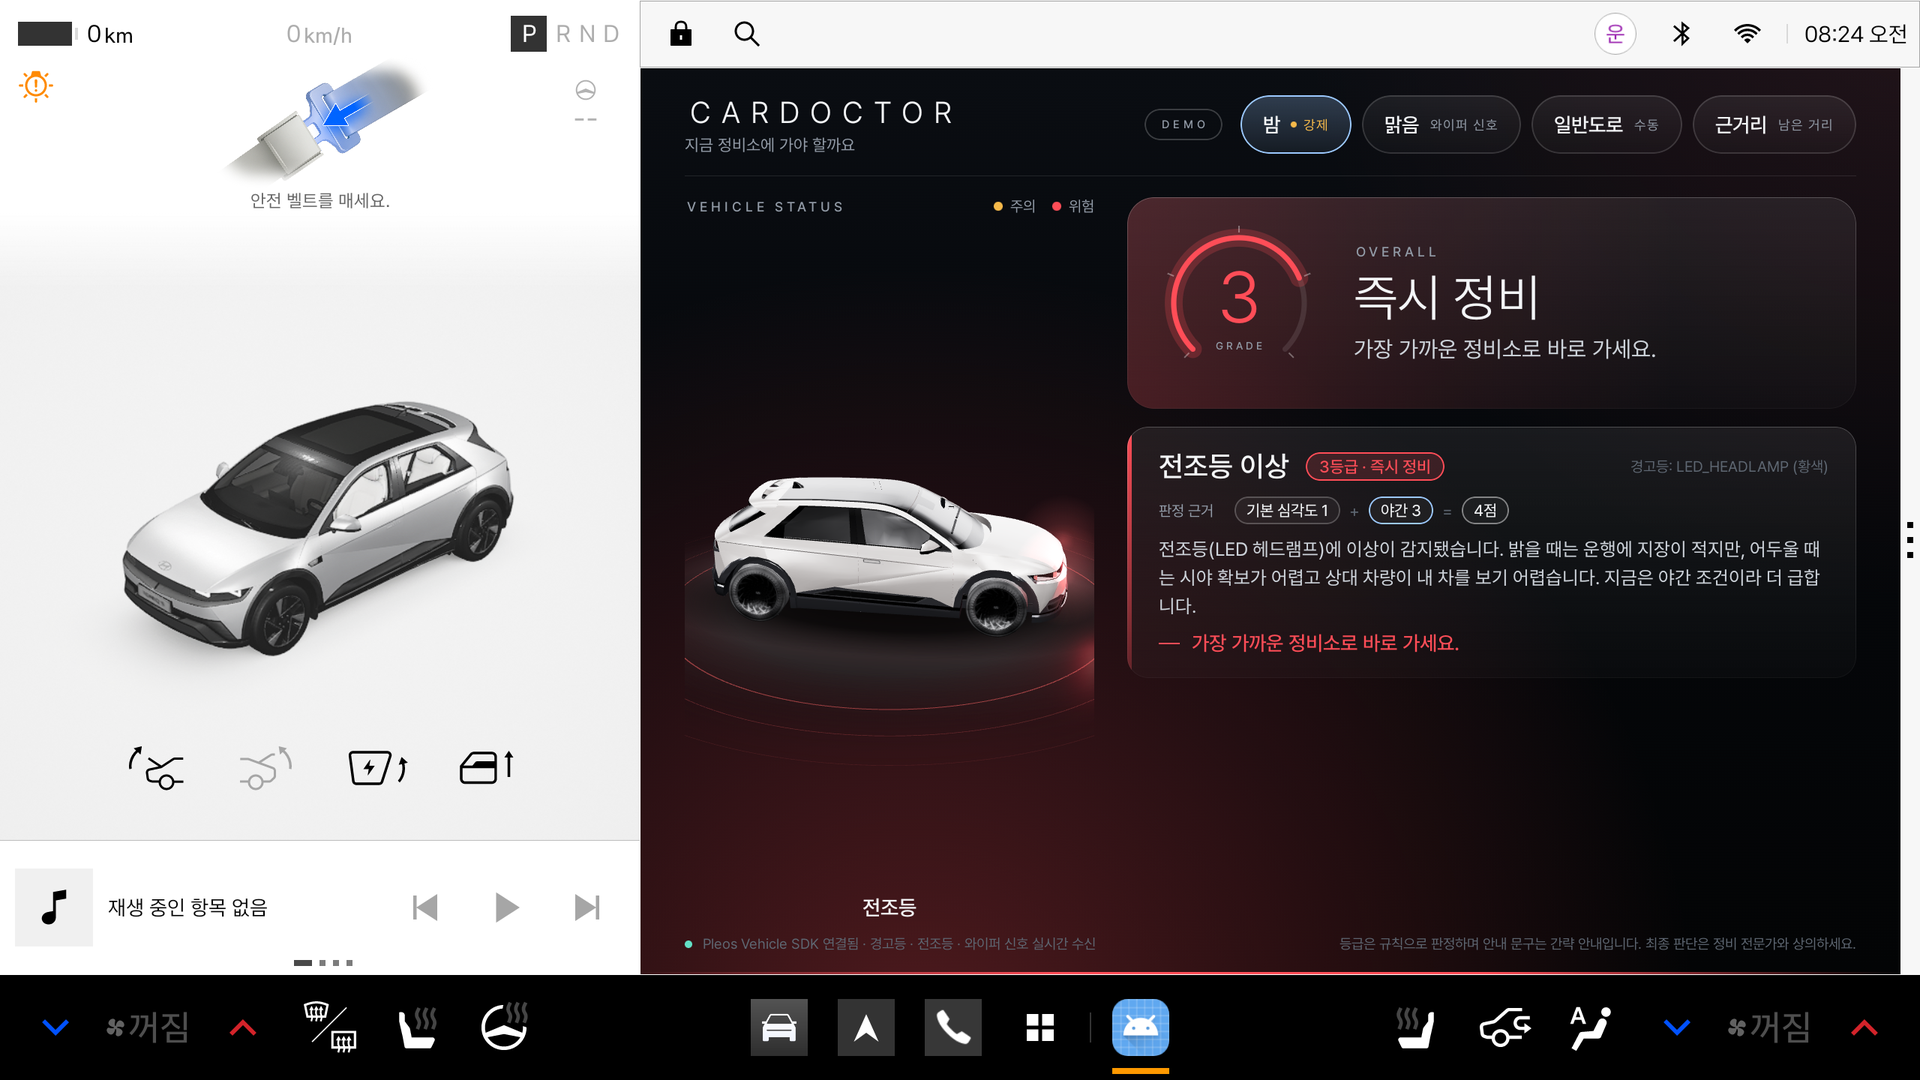 0 km
0 km/h
P R N D
안전 벨트를 매세요.
재생 중인 항목 없음
운
08:24 오전
CARDOCTOR
지금 정비소에 가야 할까요
DEMO
밤 강제
맑음 와이퍼 신호
일반도로 수동
근거리 남은 거리
VEHICLE STATUS
주의 위험
3
GRADE
OVERALL
즉시 정비
가장 가까운 정비소로 바로 가세요.
전조등 이상 3등급 · 즉시 정비 경고등: LED_HEADLAMP (황색)
판정 근거 기본 심각도 1 + 야간 3 = 4점
전조등(LED 헤드램프)에 이상이 감지됐습니다. 밝을 때는 운행에 지장이 적지만, 어두울 때
는 시야 확보가 어렵고 상대 차량이 내 차를 보기 어렵습니다. 지금은 야간 조건이라 더 급합
니다.
— 가장 가까운 정비소로 바로 가세요.
전조등
Pleos Vehicle SDK 연결됨 · 경고등 · 전조등 · 와이퍼 신호 실시간 수신
등급은 규칙으로 판정하며 안내 문구는 간략 안내입니다. 최종 판단은 정비 전문가와 상의하세요.
꺼짐
A
꺼짐